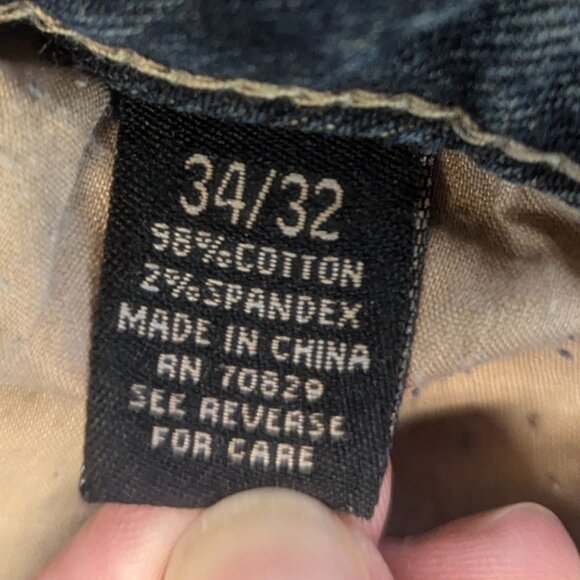 34/32
98%COTTON
2%SPANDEX
MADE IN CHINA
RN 70829
SEE REVERSE
FOR CARE